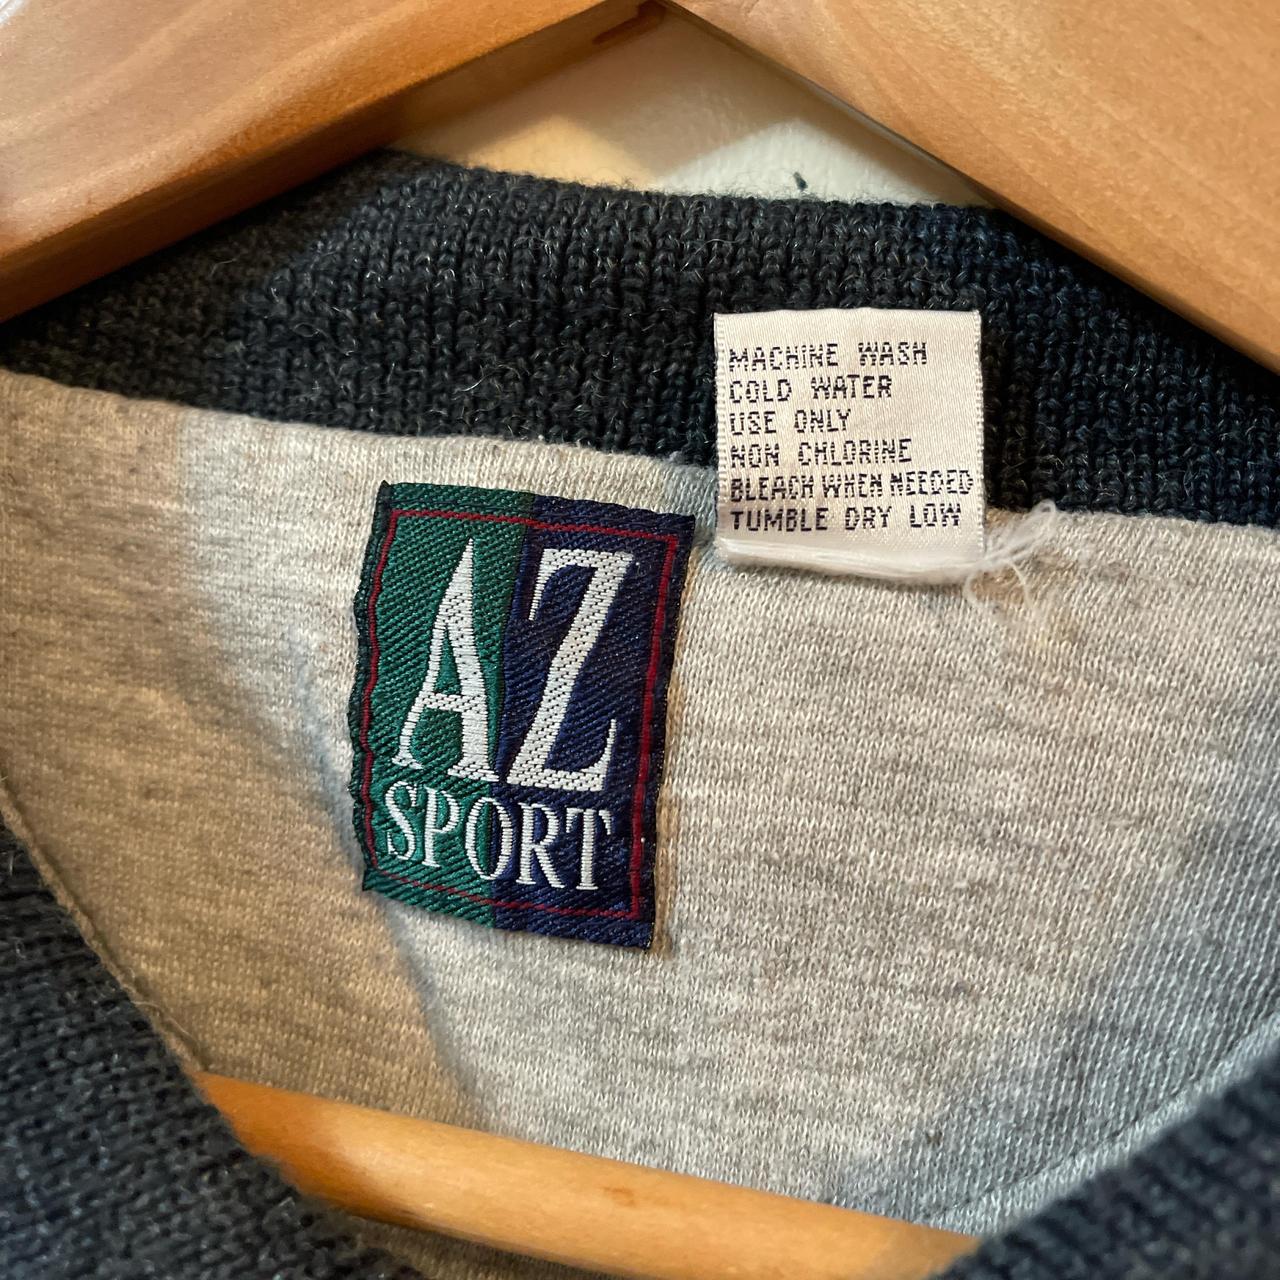 MACHINE WASH
COLD WATER
USE ONLY
NON CHLORINE
BLEACH WHEN NEEDED
TUMBLE DRY LOW
AZ
SPORT